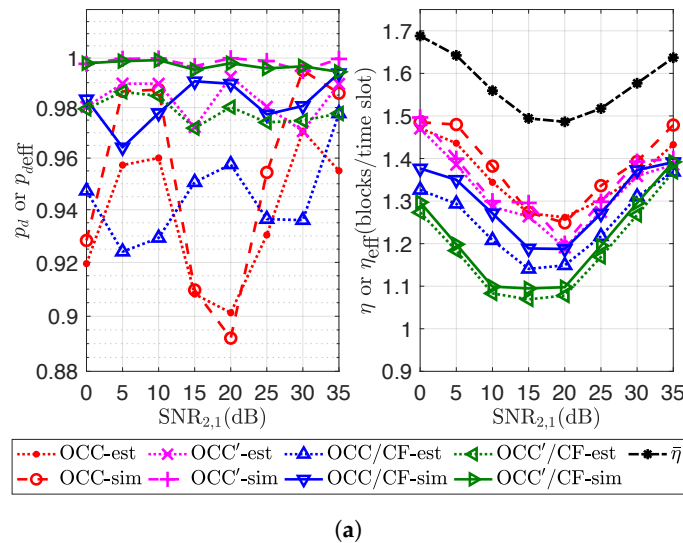 1
0.98
0.96
0.94
0.92
0.9
0.88
p_d or p_deff
0 5 10 15 20 25 30 35
SNR_{2,1}(dB)
1.7
1.6
1.5
1.4
1.3
1.2
1.1
1
0.9
η or η_eff(blocks/time slot)
0 5 10 15 20 25 30 35
SNR_{2,1}(dB)
OCC-est OCC′-est OCC/CF-est OCC′/CF-est η̄
OCC-sim OCC′-sim OCC/CF-sim OCC′/CF-sim
(a)